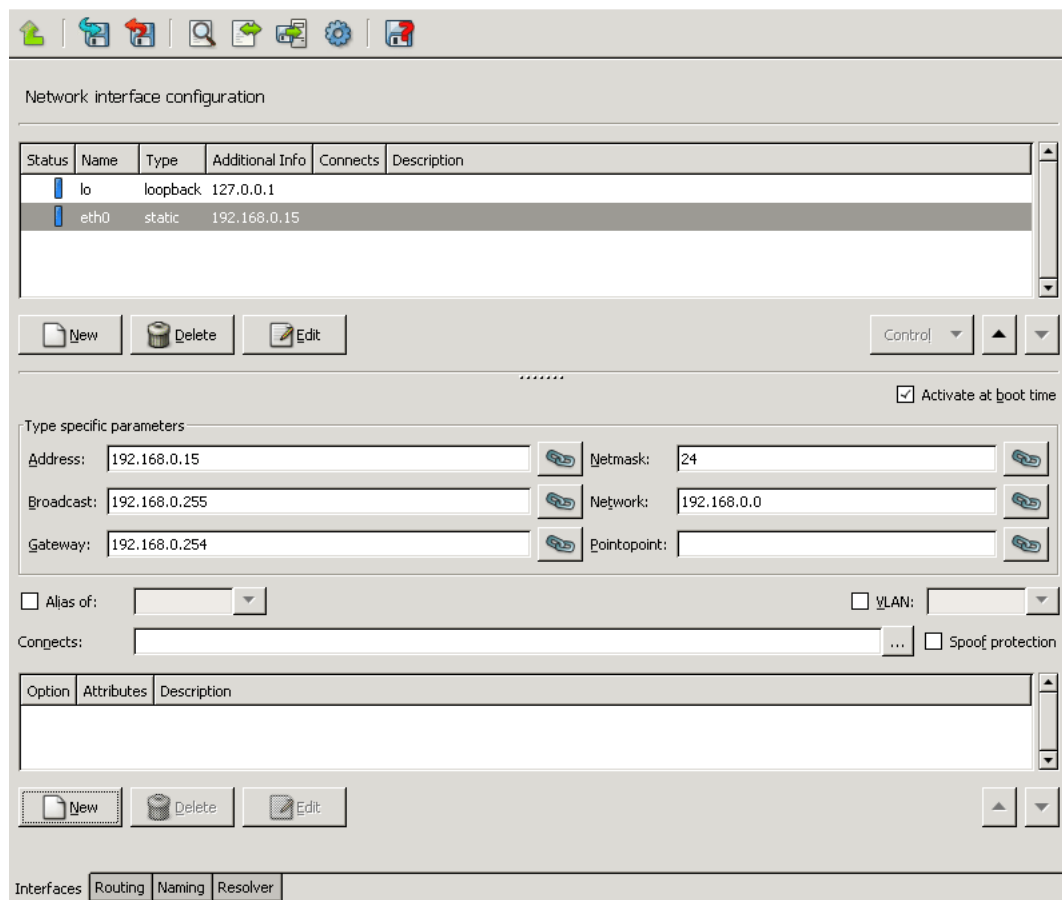 Network interface configuration
Status Name Type Additional Info Connects Description
lo loopback 127.0.0.1
eth0 static 192.168.0.15
New Delete Edit Control
Activate at boot time
Type specific parameters
Address: 192.168.0.15 Netmask: 24
Broadcast: 192.168.0.255 Network: 192.168.0.0
Gateway: 192.168.0.254 Pointopoint:
Alias of: VLAN:
Connects: ... Spoof protection
Option Attributes Description
New Delete Edit
Interfaces Routing Naming Resolver